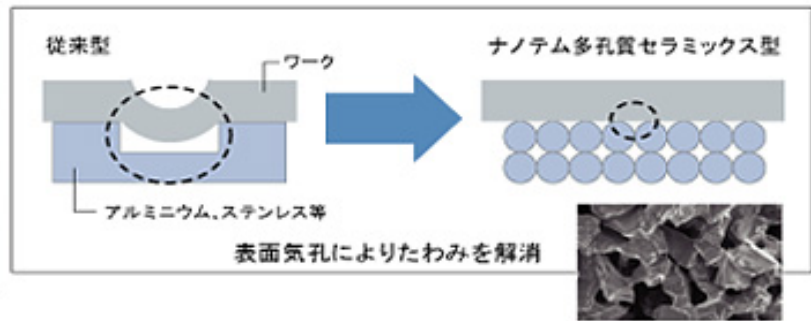 従来型
ナノテム多孔質セラミックス型
ワーク
アルミニウム、ステンレス等
表面気孔によりたわみを解消